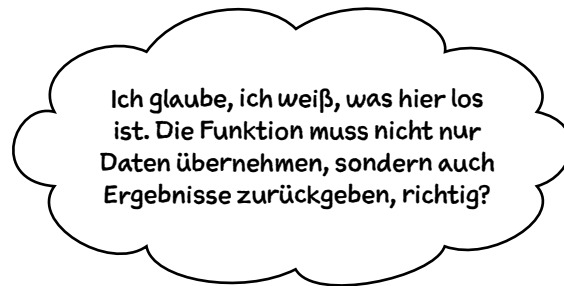 Ich glaube, ich weiß, was hier los
ist. Die Funktion muss nicht nur
Daten übernehmen, sondern auch
Ergebnisse zurückgeben, richtig?